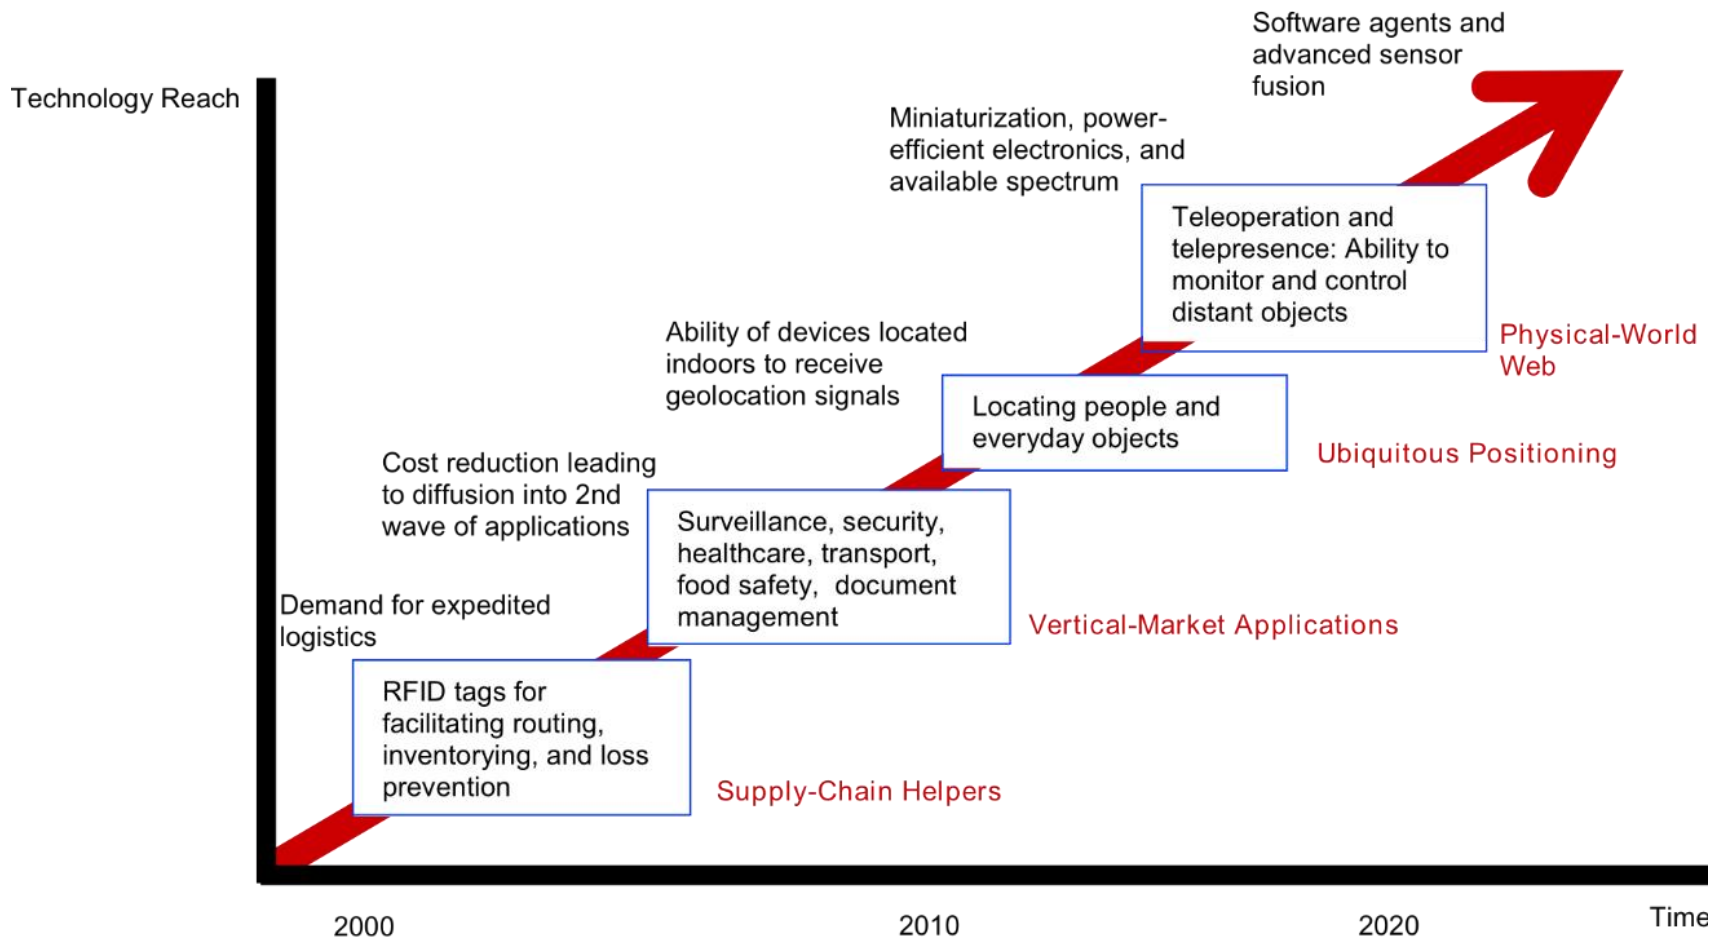 Software agents and
advanced sensor
fusion
Technology Reach
Miniaturization, power-
efficient electronics, and
available spectrum
Teleoperation and
telepresence: Ability to
monitor and control
distant objects
Physical-World
Web
Ability of devices located
indoors to receive
geolocation signals
Locating people and
everyday objects
Ubiquitous Positioning
Cost reduction leading
to diffusion into 2nd
wave of applications
Surveillance, security,
healthcare, transport,
food safety, document
management
Vertical-Market Applications
Demand for expedited
logistics
RFID tags for
facilitating routing,
inventorying, and loss
prevention
Supply-Chain Helpers
2000
2010
2020
Time